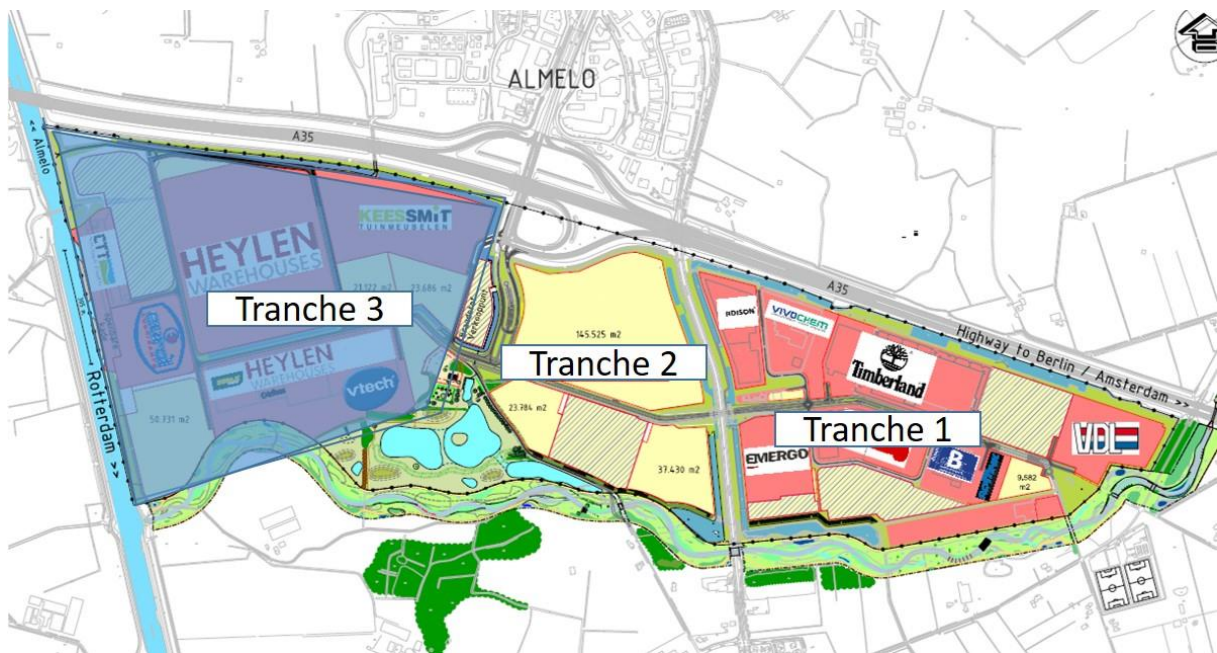 ALMELO
A35
<< Almelo
KEESSMIT
TUINMEUBELEN
CTT
HEYLEN
WAREHOUSES
21.122 m2
23.686 m2
Tranche 3
HEYLEN
WAREHOUSES
vtech
50.731 m2
Rotterdam >>
145.525 m2
Tranche 2
23.784 m2
37.430 m2
A35
Highway to Berlin / Amsterdam >>
VIVOCHEM
Timberland
Tranche 1
EMERGO
B
VDL
9.582
m2